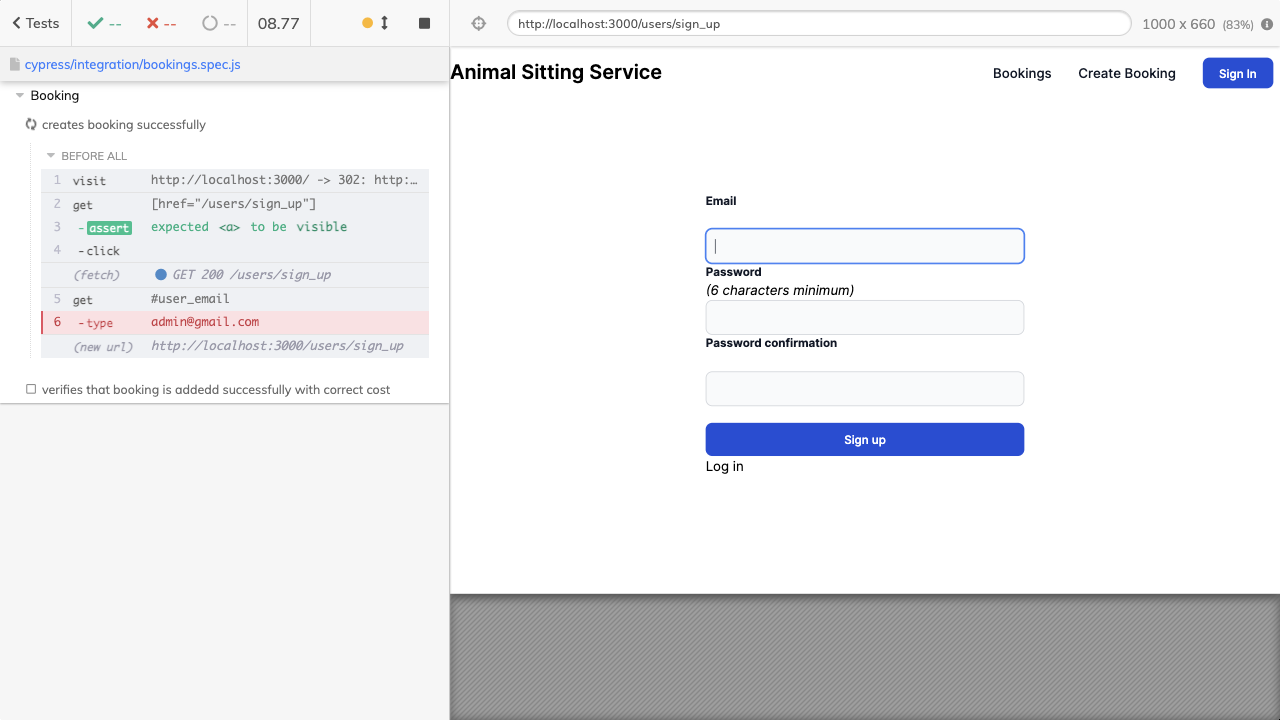 Tests -- -- -- 08.77
cypress/integration/bookings.spec.js
Booking
creates booking successfully
BEFORE ALL
1 visit http://localhost:3000/ -> 302: http:…
2 get [href="/users/sign_up"]
3 -assert expected <a> to be visible
4 -click
(fetch) GET 200 /users/sign_up
5 get #user_email
6 -type admin@gmail.com
(new url) http://localhost:3000/users/sign_up
verifies that booking is addedd successfully with correct cost
http://localhost:3000/users/sign_up 1000 x 660 (83%)
Animal Sitting Service Bookings Create Booking Sign In
Email
Password
(6 characters minimum)
Password confirmation
Sign up
Log in